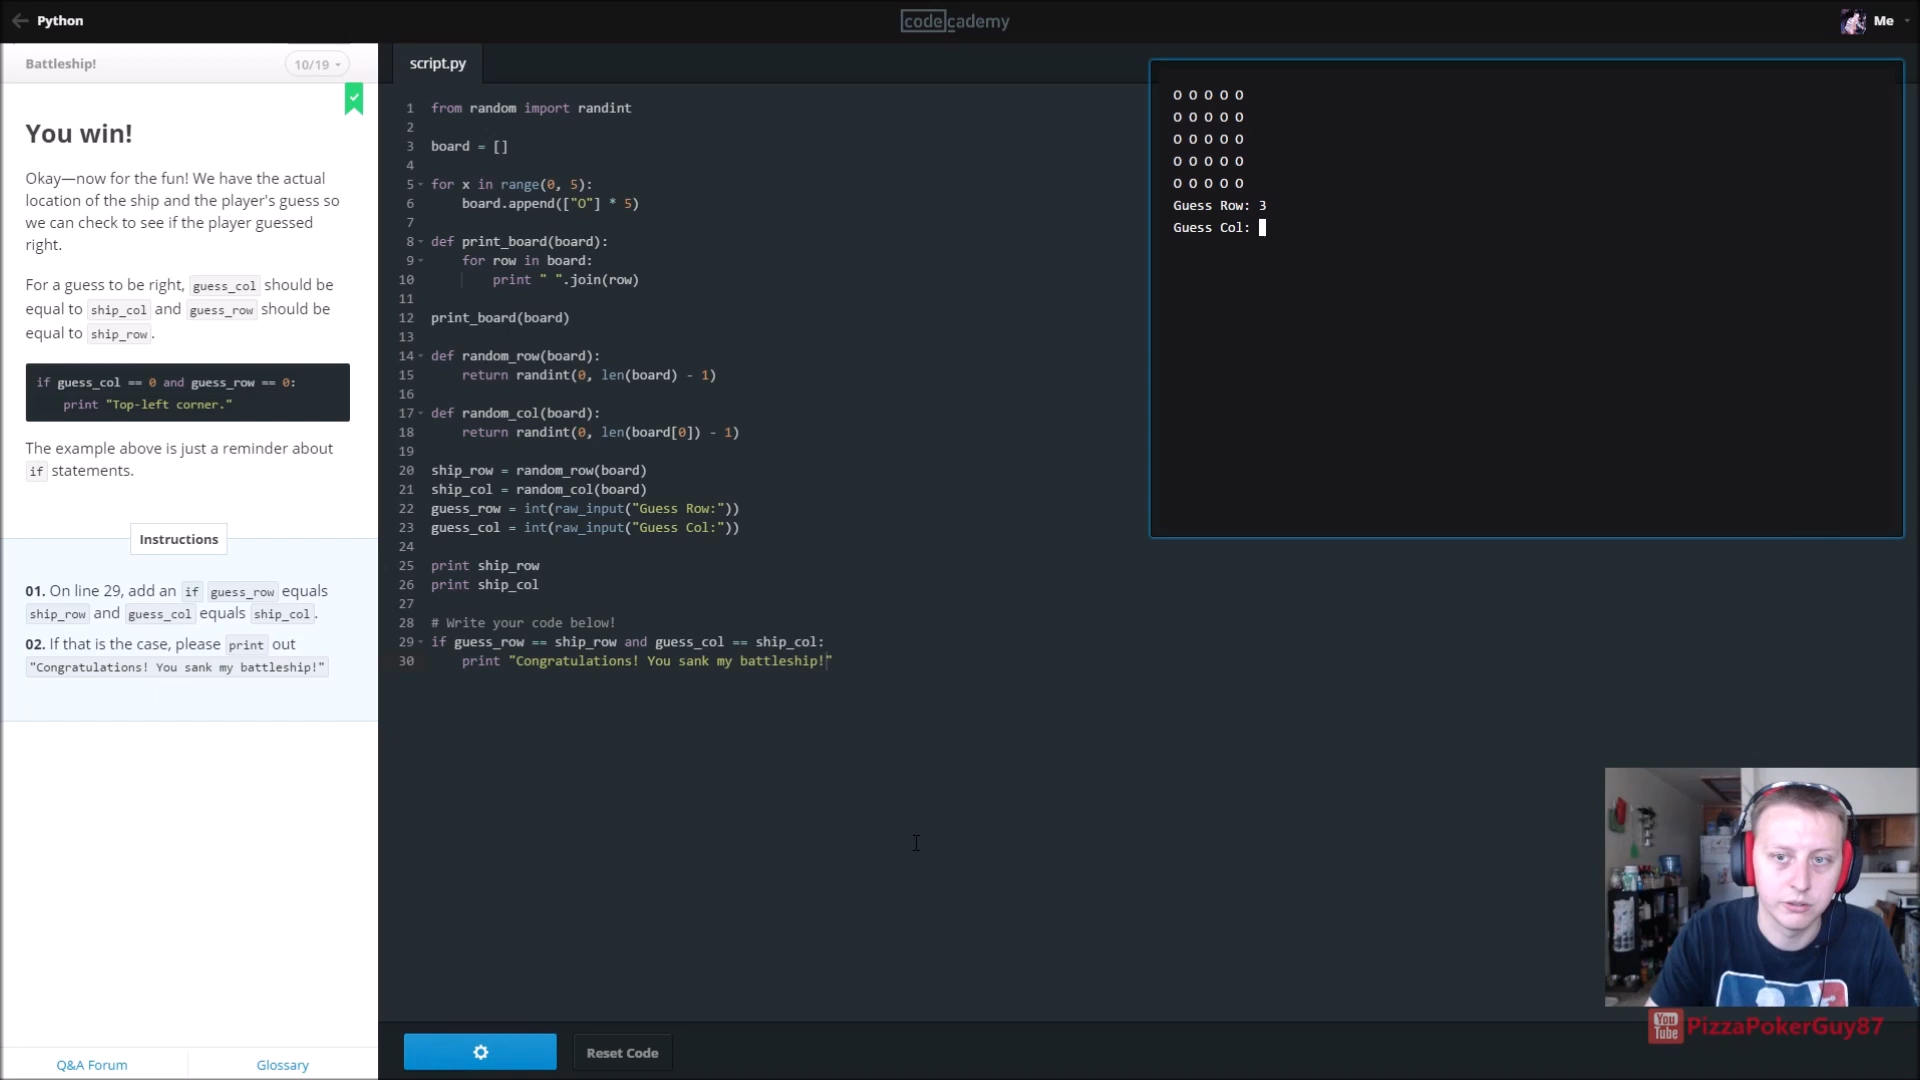 Python
codecademy
Me
Battleship!
10/19
script.py
You win!
Okay—now for the fun! We have the actual
location of the ship and the player's guess so
we can check to see if the player guessed
right.
For a guess to be right, guess_col should be
equal to ship_col and guess_row should be
equal to ship_row.
if guess_col == 0 and guess_row == 0:
    print "Top-left corner."
The example above is just a reminder about
if statements.
Instructions
01. On line 29, add an if guess_row equals
ship_row and guess_col equals ship_col.
02. If that is the case, please print out
"Congratulations! You sank my battleship!"
Q&A Forum
Glossary
1 from random import randint
2
3 board = []
4
5 for x in range(0, 5):
6     board.append(["O"] * 5)
7
8 def print_board(board):
9     for row in board:
10         print " ".join(row)
11
12 print_board(board)
13
14 def random_row(board):
15     return randint(0, len(board) - 1)
16
17 def random_col(board):
18     return randint(0, len(board[0]) - 1)
19
20 ship_row = random_row(board)
21 ship_col = random_col(board)
22 guess_row = int(raw_input("Guess Row:"))
23 guess_col = int(raw_input("Guess Col:"))
24
25 print ship_row
26 print ship_col
27
28 # Write your code below!
29 if guess_row == ship_row and guess_col == ship_col:
30     print "Congratulations! You sank my battleship!"
Reset Code
O O O O O
O O O O O
O O O O O
O O O O O
O O O O O
Guess Row: 3
Guess Col:
You
Tube
PizzaPokerGuy87